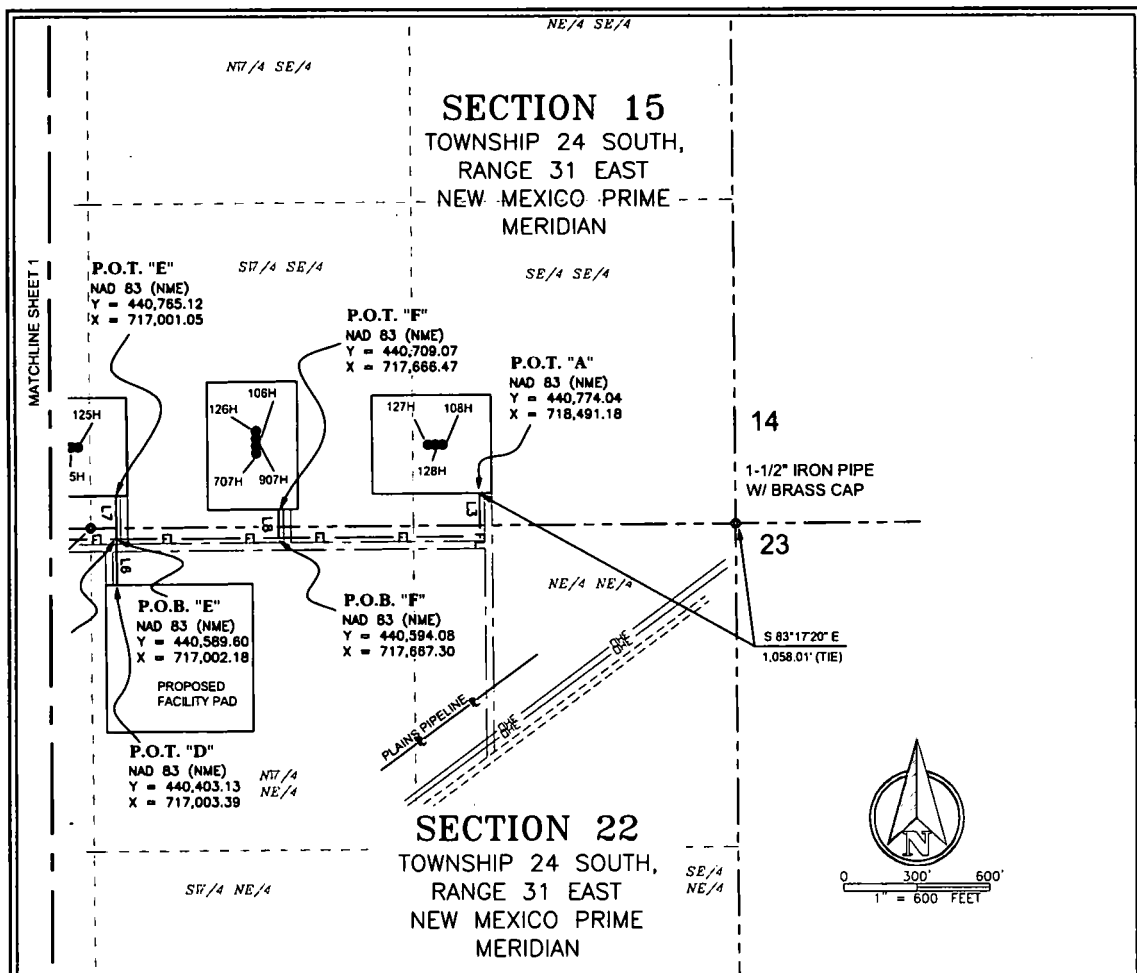 NE/4 SE/4
NW/4 SE/4
SECTION 15
TOWNSHIP 24 SOUTH,
RANGE 31 EAST
NEW MEXICO PRIME
MERIDIAN
MATCHLINE SHEET 1
SW/4 SE/4
SE/4 SE/4
P.O.T. "E"
NAD 83 (NME)
Y = 440,765.12
X = 717,001.05
P.O.T. "F"
NAD 83 (NME)
Y = 440,709.07
X = 717,666.47
P.O.T. "A"
NAD 83 (NME)
Y = 440,774.04
X = 718,491.18
125H
5H
106H
126H
707H
907H
127H
108H
128H
14
1-1/2" IRON PIPE
W/ BRASS CAP
23
L7
L8
L3
L6
NE/4 NE/4
P.O.B. "E"
NAD 83 (NME)
Y = 440,589.60
X = 717,002.18
PROPOSED
FACILITY PAD
P.O.B. "F"
NAD 83 (NME)
Y = 440,594.08
X = 717,667.30
S 83°17'20" E
1,058.01' (TIE)
OHE
OHE
PLAINS PIPELINE
OHE
OHE
P.O.T. "D"
NAD 83 (NME)
Y = 440,403.13
X = 717,003.39
NW/4
NE/4
SECTION 22
TOWNSHIP 24 SOUTH,
RANGE 31 EAST
NEW MEXICO PRIME
MERIDIAN
SW/4 NE/4
SE/4
NE/4
N
0 300' 600'
1" = 600 FEET